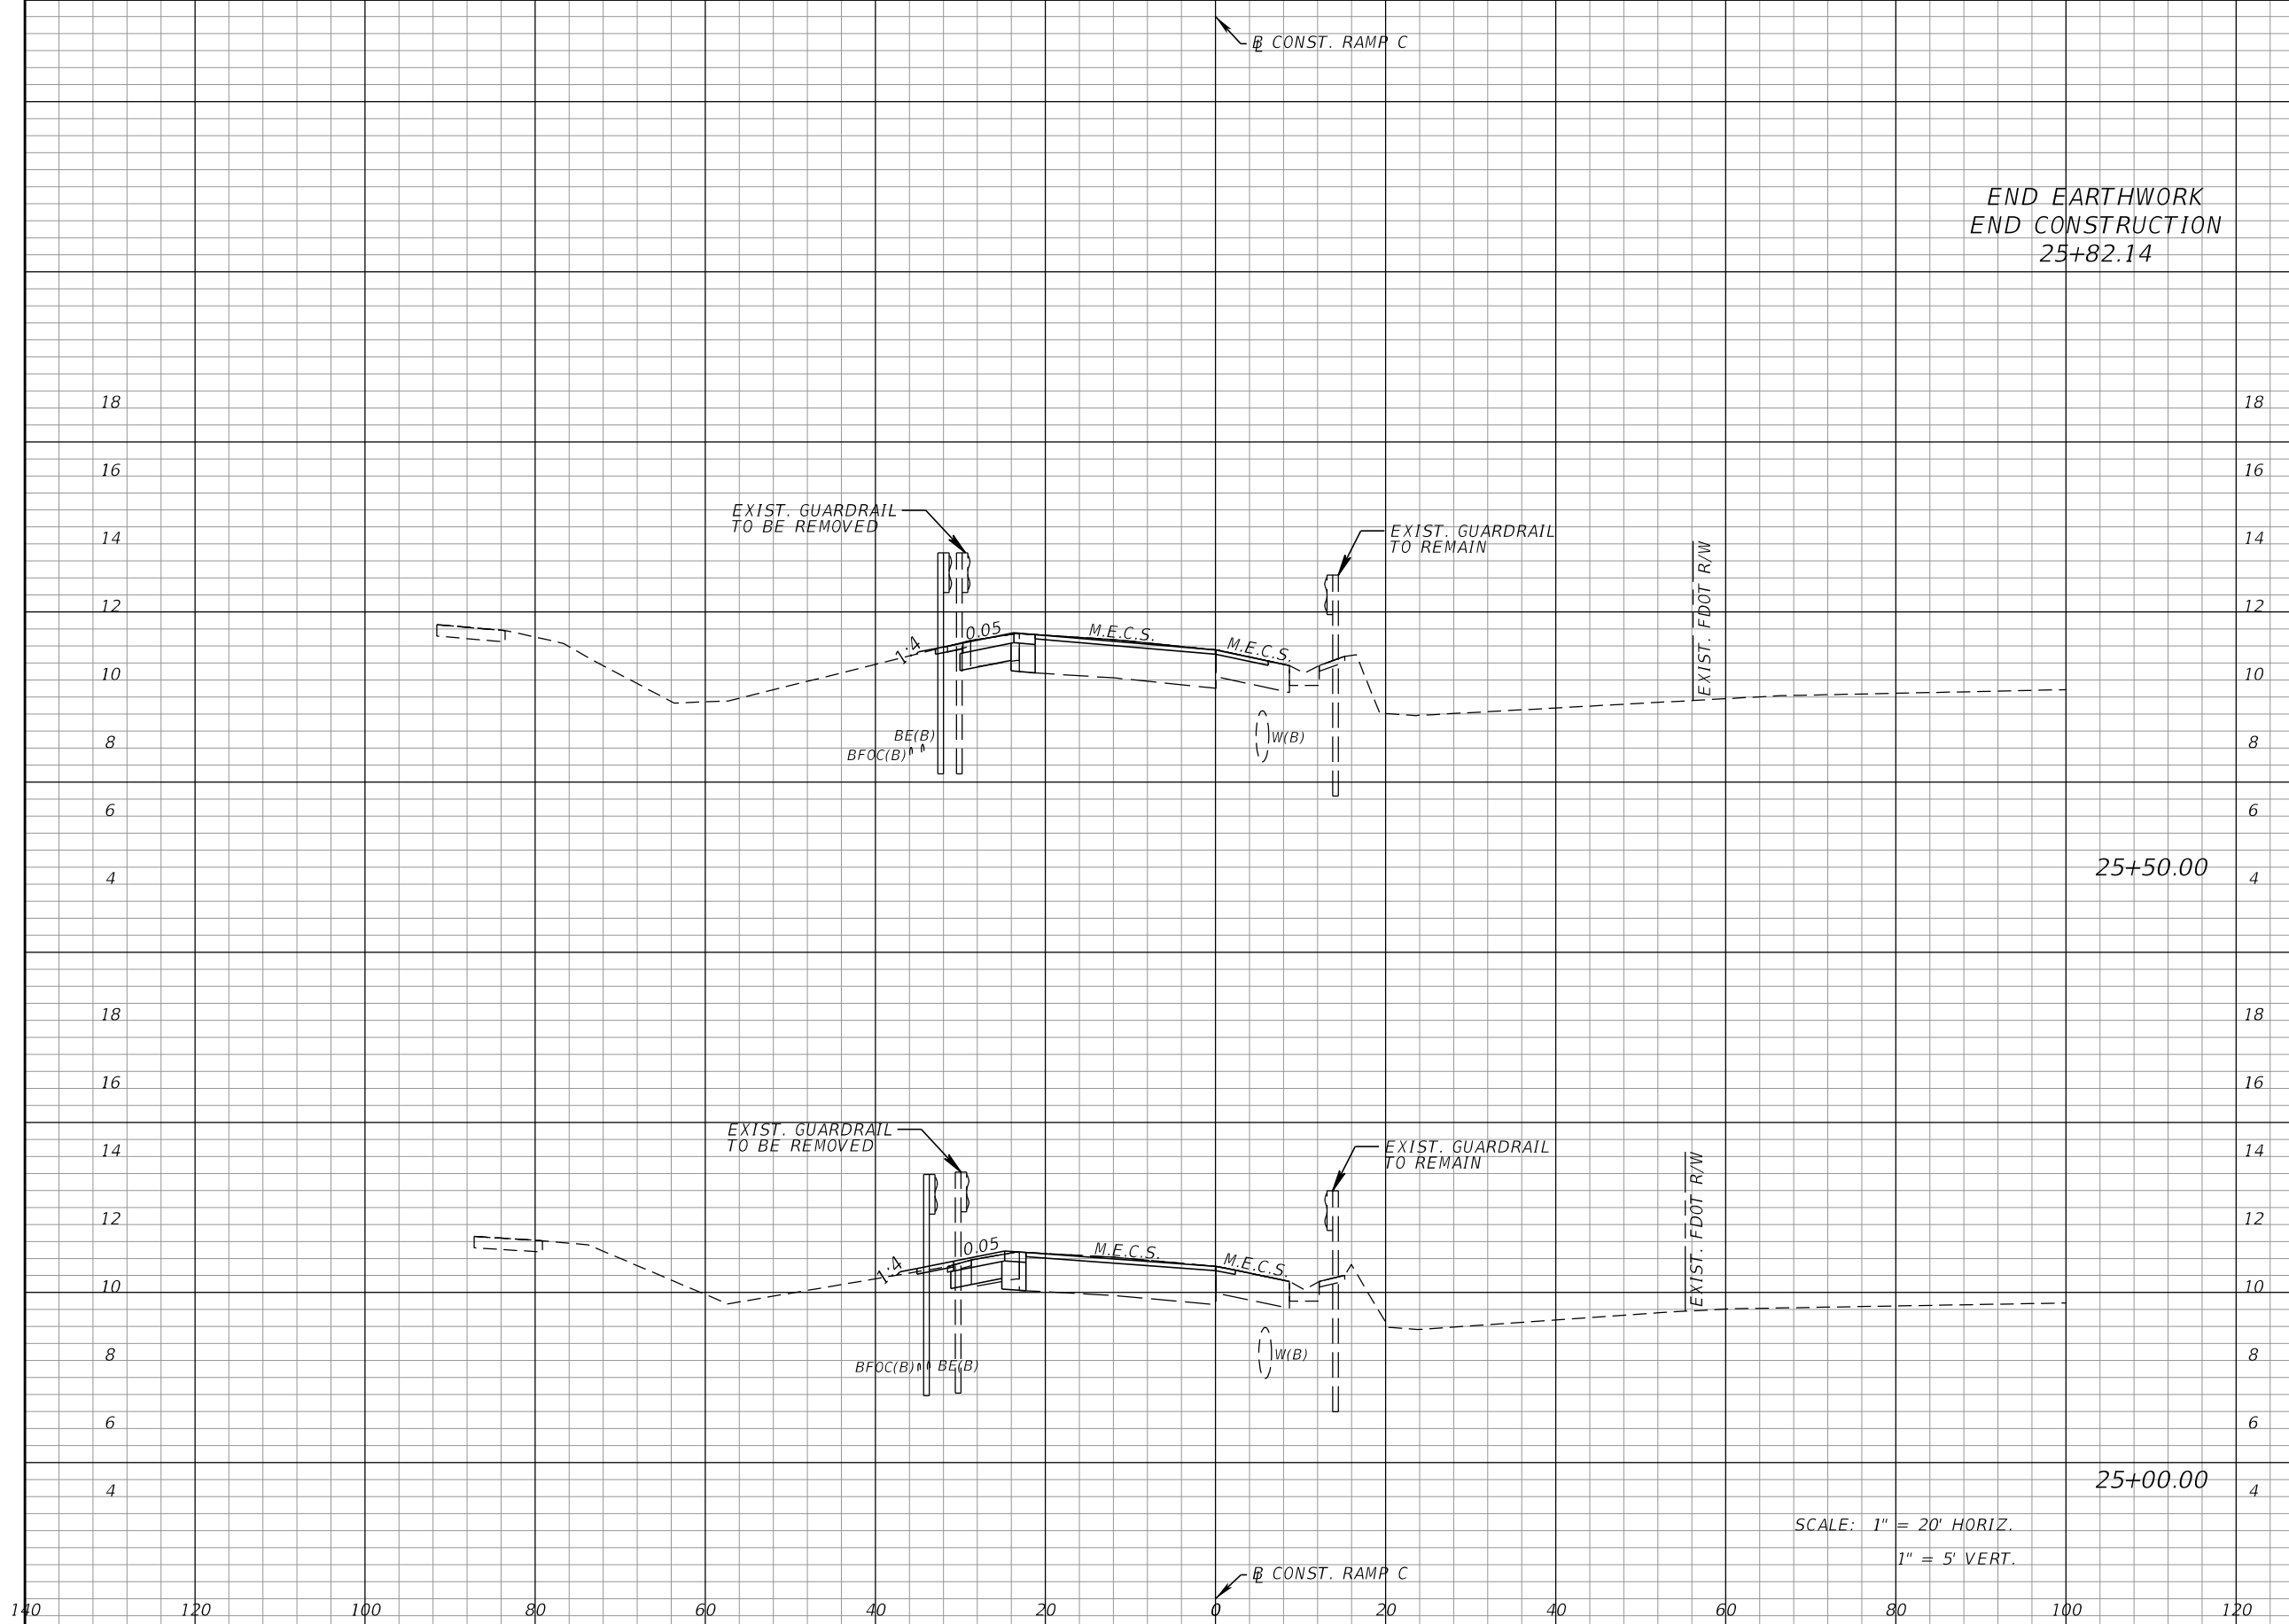 ℄ CONST. RAMP C
END EARTHWORK
END CONSTRUCTION
25+82.14
18 18
16 16
EXIST. GUARDRAIL
TO BE REMOVED
EXIST. GUARDRAIL
TO REMAIN
14 14
EXIST. FDOT R/W
12 12
1:4
0.05
M.E.C.S.
M.E.C.S.
10 10
BE(B)
BFOC(B)
W(B)
8 8
6 6
25+50.00
4 4
18 18
16 16
EXIST. GUARDRAIL
TO BE REMOVED
EXIST. GUARDRAIL
TO REMAIN
14 14
EXIST. FDOT R/W
12 12
1:4
0.05
M.E.C.S.
M.E.C.S.
10 10
BFOC(B)
BE(B)
W(B)
8 8
6 6
25+00.00
4 4
SCALE: 1" = 20' HORIZ.
1" = 5' VERT.
℄ CONST. RAMP C
140 120 100 80 60 40 20 0 20 40 60 80 100 120